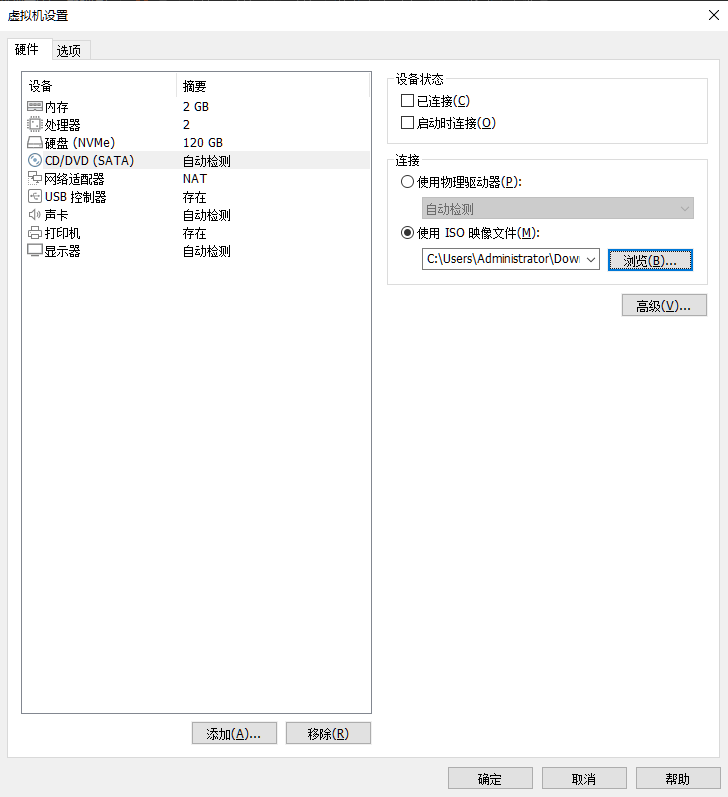 虚拟机设置
硬件 选项
设备 摘要
内存 2 GB
处理器 2
硬盘 (NVMe) 120 GB
CD/DVD (SATA) 自动检测
网络适配器 NAT
USB 控制器 存在
声卡 自动检测
打印机 存在
显示器 自动检测
添加(A)... 移除(R)
设备状态
已连接(C)
启动时连接(O)
连接
使用物理驱动器(P):
自动检测
使用 ISO 映像文件(M):
C:\Users\Administrator\Dow 浏览(B)...
高级(V)...
确定 取消 帮助